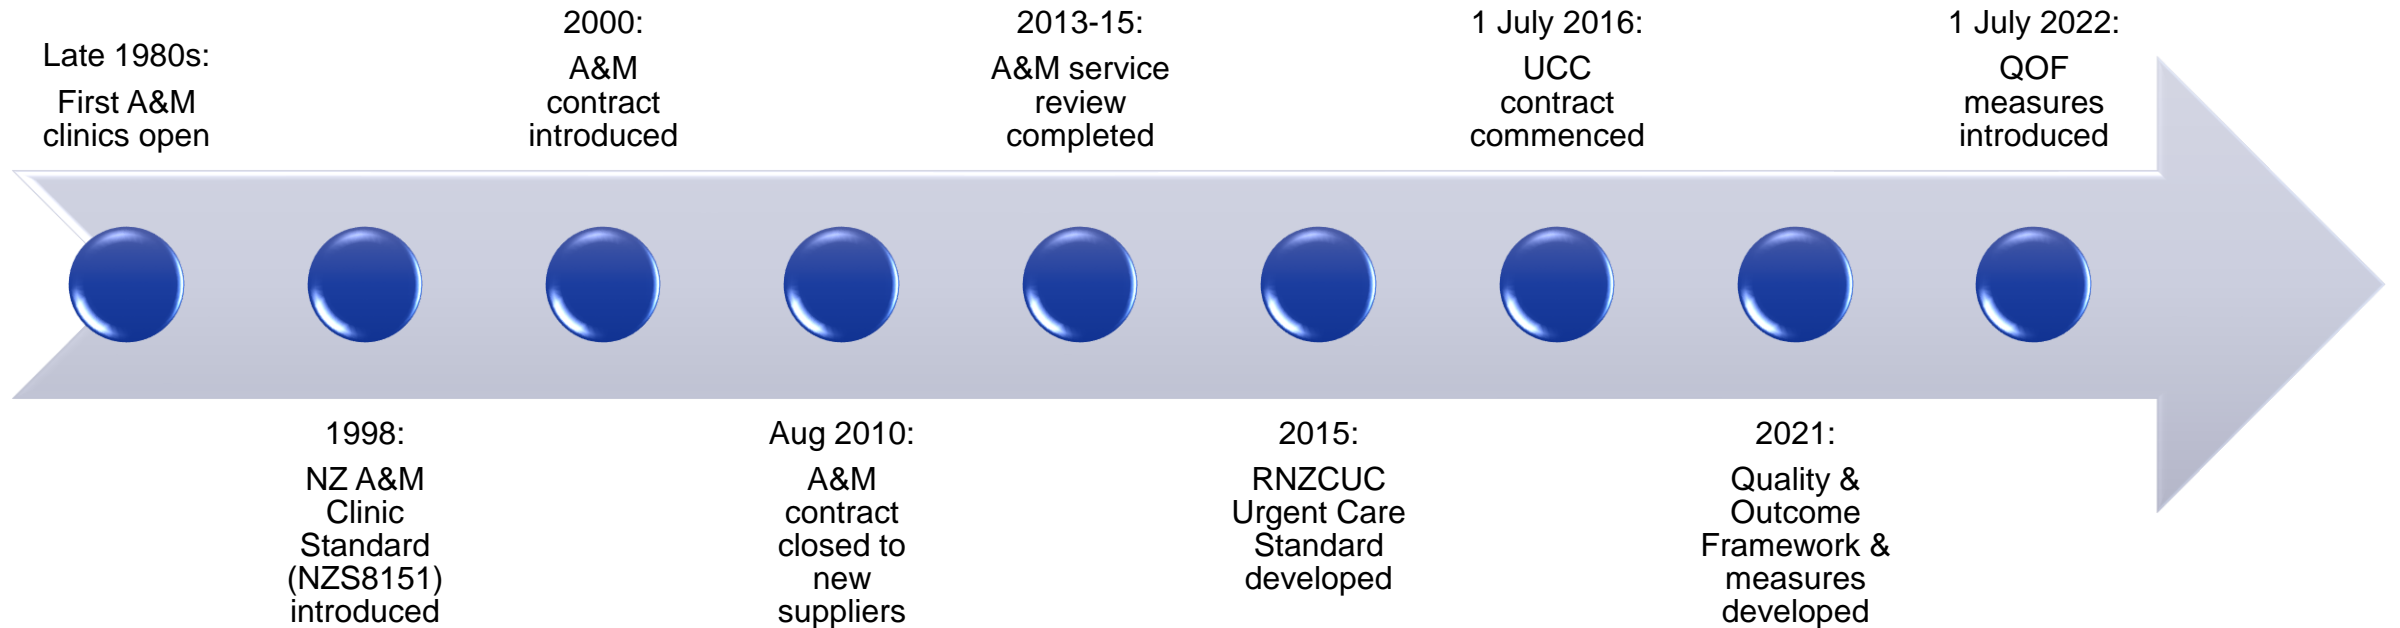 Late 1980s:
First A&M
clinics open
1998:
NZ A&M
Clinic
Standard
(NZS8151)
introduced
2000:
A&M
contract
introduced
Aug 2010:
A&M
contract
closed to
new
suppliers
2013-15:
A&M service
review
completed
2015:
RNZCUC
Urgent Care
Standard
developed
1 July 2016:
UCC
contract
commenced
2021:
Quality &
Outcome
Framework &
measures
developed
1 July 2022:
QOF
measures
introduced